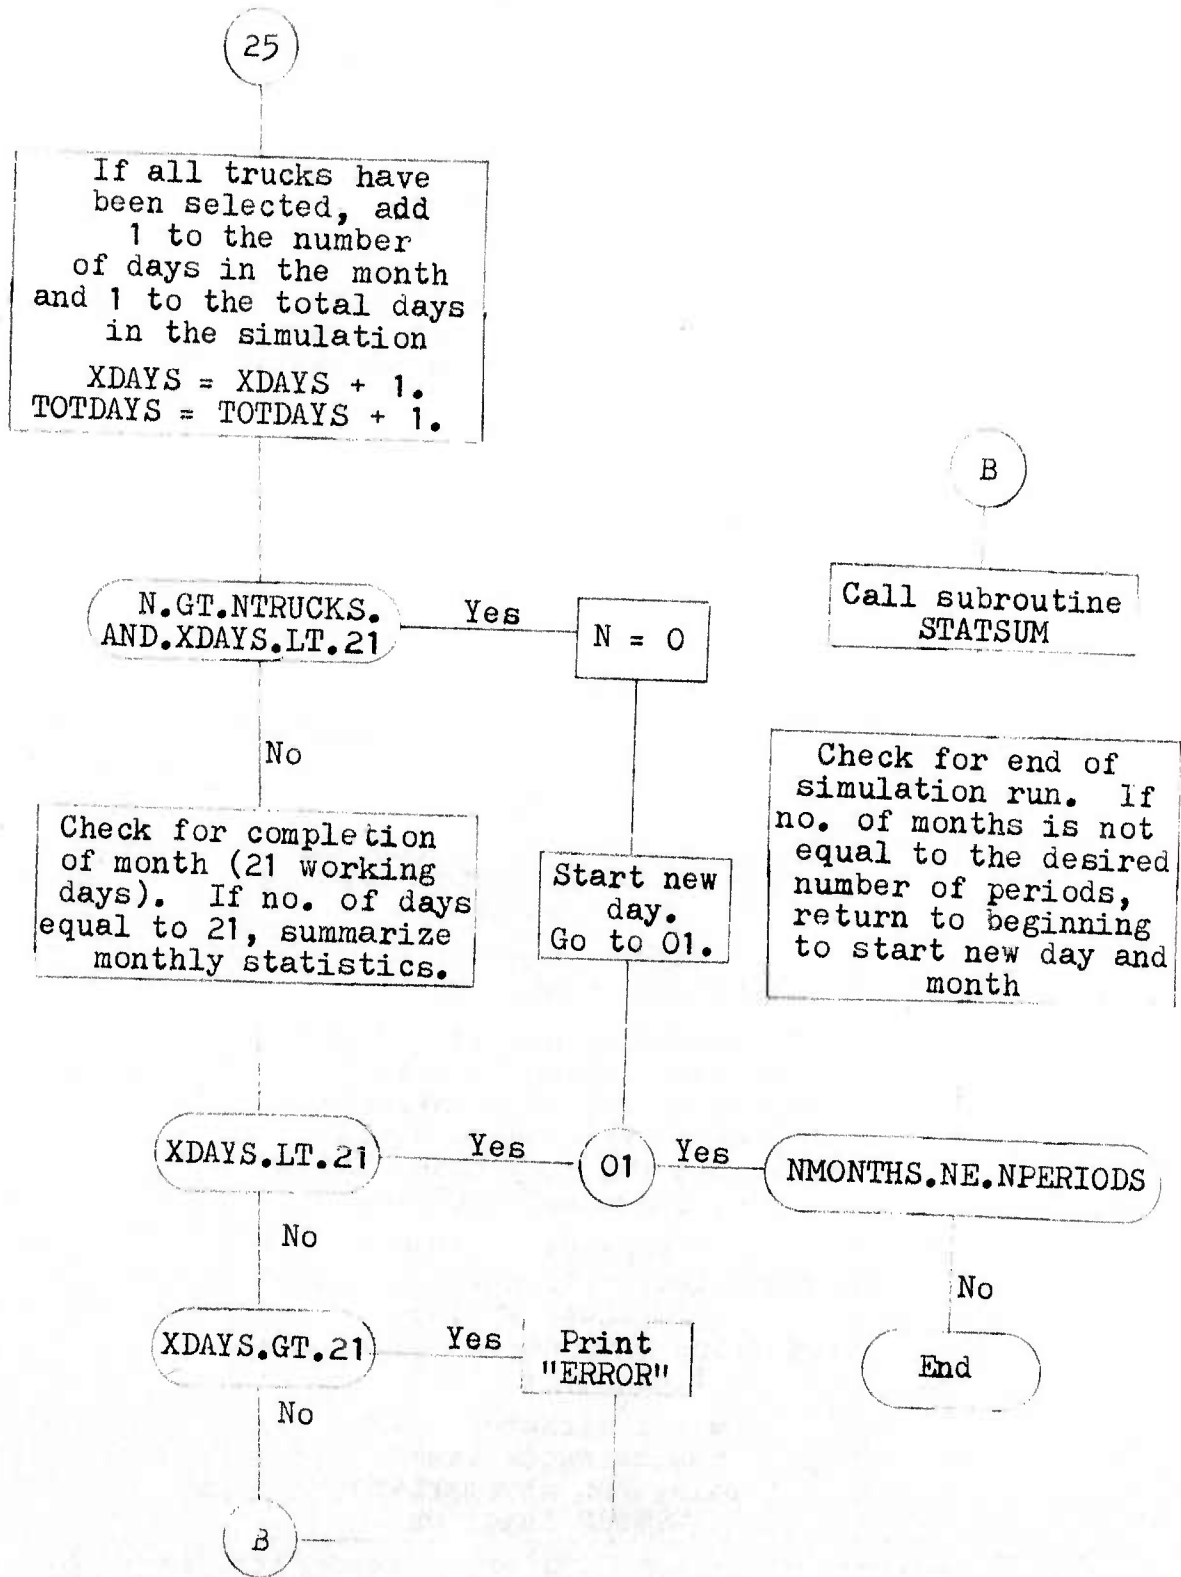 25
If all trucks have
been selected, add
1 to the number
of days in the month
and 1 to the total days
in the simulation
XDAYS = XDAYS + 1.
TOTDAYS = TOTDAYS + 1.
N.GT.NTRUCKS.
AND.XDAYS.LT.21
Yes
N = 0
No
Check for completion
of month (21 working
days). If no. of days
equal to 21, summarize
monthly statistics.
Start new
day.
Go to 01.
XDAYS.LT.21
Yes
01
Yes
NMONTHS.NE.NPERIODS
No
XDAYS.GT.21
Yes
Print
"ERROR"
No
B
B
Call subroutine
STATSUM
Check for end of
simulation run. If
no. of months is not
equal to the desired
number of periods,
return to beginning
to start new day and
month
No
End